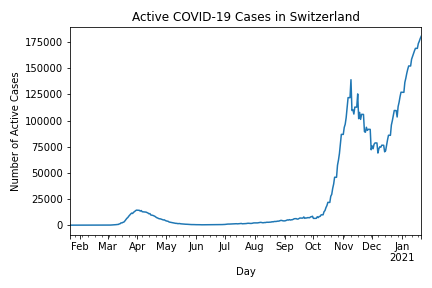 Active COVID-19 Cases in Switzerland
Number of Active Cases
175000
150000
125000
100000
75000
50000
25000
0
Feb Mar Apr May Jun Jul Aug Sep Oct Nov Dec Jan
2021
Day